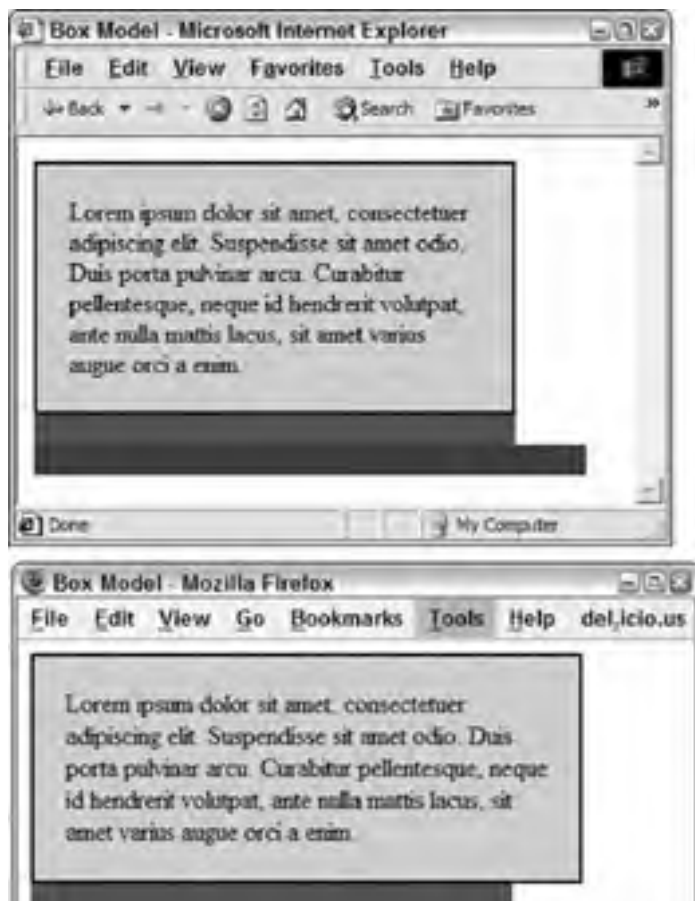 Box Model - Microsoft Internet Explorer
File Edit View Favorites Tools Help
Back Search Favorites »
Lorem ipsum dolor sit amet, consectetuer
adipiscing elit. Suspendisse sit amet odio.
Duis porta pulvinar arcu. Curabitur
pellentesque, neque id hendrerit volutpat,
ante nulla mattis lacus, sit amet varius
augue orci a enim.
Done My Computer
Box Model - Mozilla Firefox
File Edit View Go Bookmarks Tools Help del.icio.us
Lorem ipsum dolor sit amet, consectetuer
adipiscing elit. Suspendisse sit amet odio. Duis
porta pulvinar arcu. Curabitur pellentesque, neque
id hendrerit volutpat, ante nulla mattis lacus, sit
amet varius augue orci a enim.